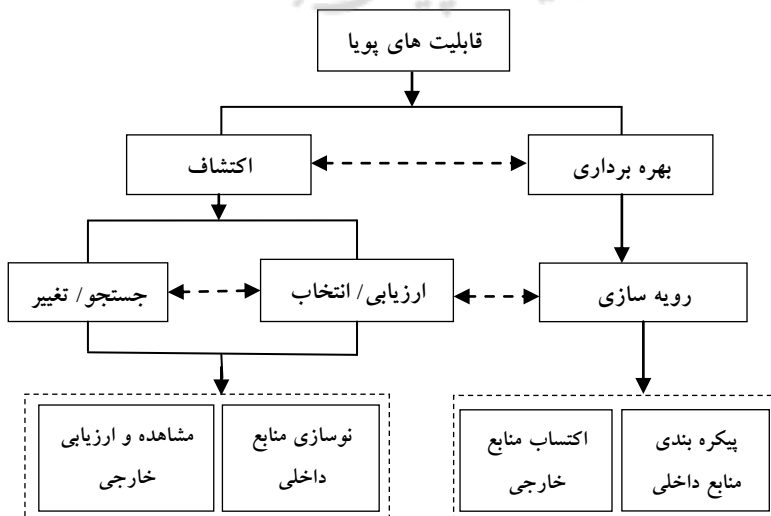 قابلیت های پویا
بهره برداری
اکتشاف
رویه سازی
ارزیابی/ انتخاب
جستجو/ تغییر
پیکره بندی
منابع داخلی
اکتساب منابع
خارجی
نوسازی منابع
داخلی
مشاهده و ارزیابی
خارجی